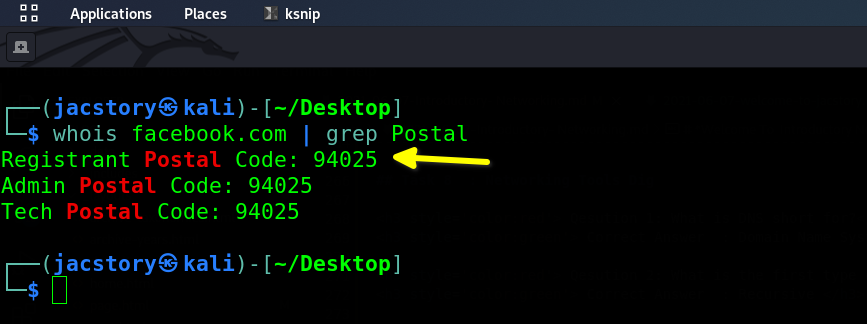 Applications Places ksnip
┌──(jacstory㉿kali)-[~/Desktop]
└─$ whois facebook.com | grep Postal
Registrant Postal Code: 94025
Admin Postal Code: 94025
Tech Postal Code: 94025
┌──(jacstory㉿kali)-[~/Desktop]
└─$